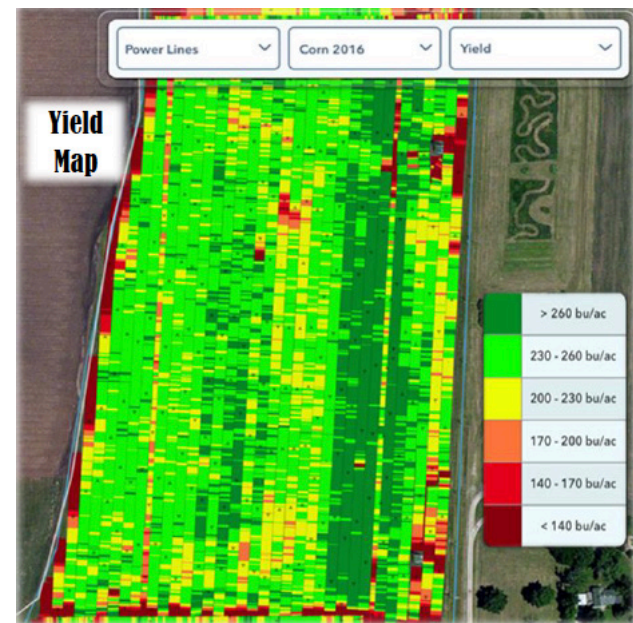 Power Lines
Corn 2016
Yield
Yield
Map
> 260 bu/ac
230 - 260 bu/ac
200 - 230 bu/ac
170 - 200 bu/ac
140 - 170 bu/ac
< 140 bu/ac